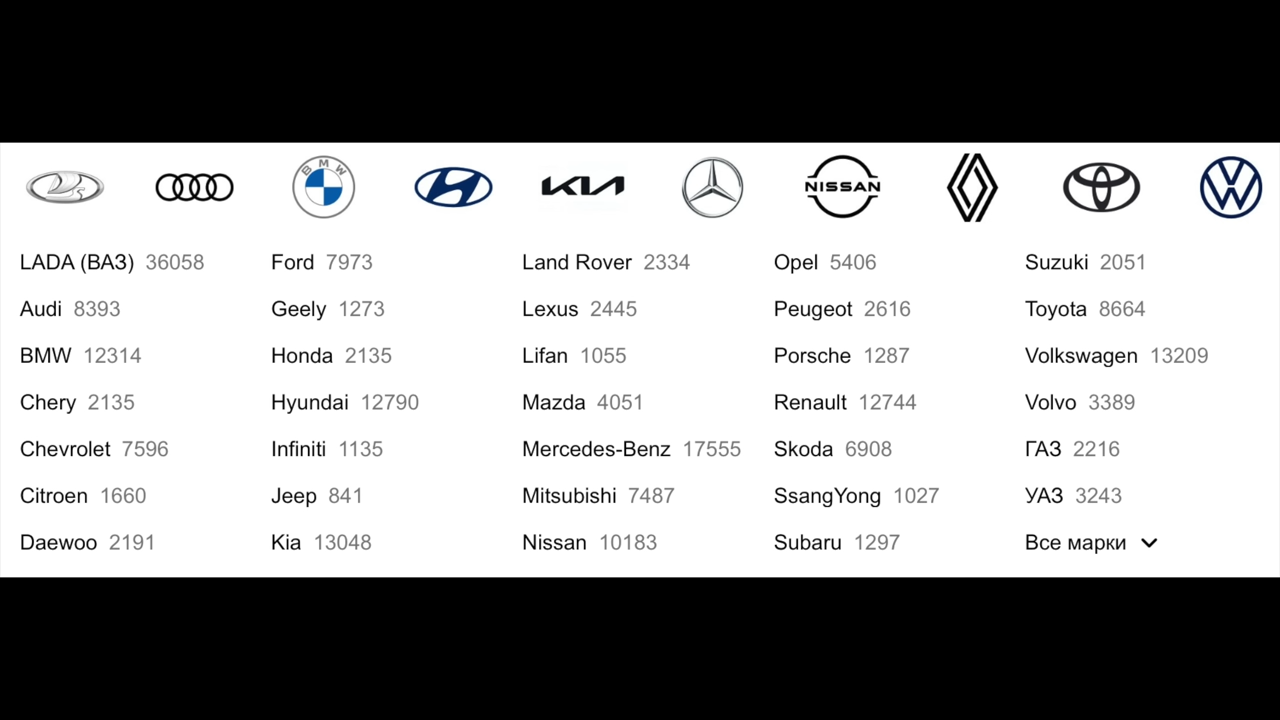 BMW
KIA
NISSAN
LADA (ВАЗ) 36058
Audi 8393
BMW 12314
Chery 2135
Chevrolet 7596
Citroen 1660
Daewoo 2191
Ford 7973
Geely 1273
Honda 2135
Hyundai 12790
Infiniti 1135
Jeep 841
Kia 13048
Land Rover 2334
Lexus 2445
Lifan 1055
Mazda 4051
Mercedes-Benz 17555
Mitsubishi 7487
Nissan 10183
Opel 5406
Peugeot 2616
Porsche 1287
Renault 12744
Skoda 6908
SsangYong 1027
Subaru 1297
Suzuki 2051
Toyota 8664
Volkswagen 13209
Volvo 3389
ГАЗ 2216
УАЗ 3243
Все марки